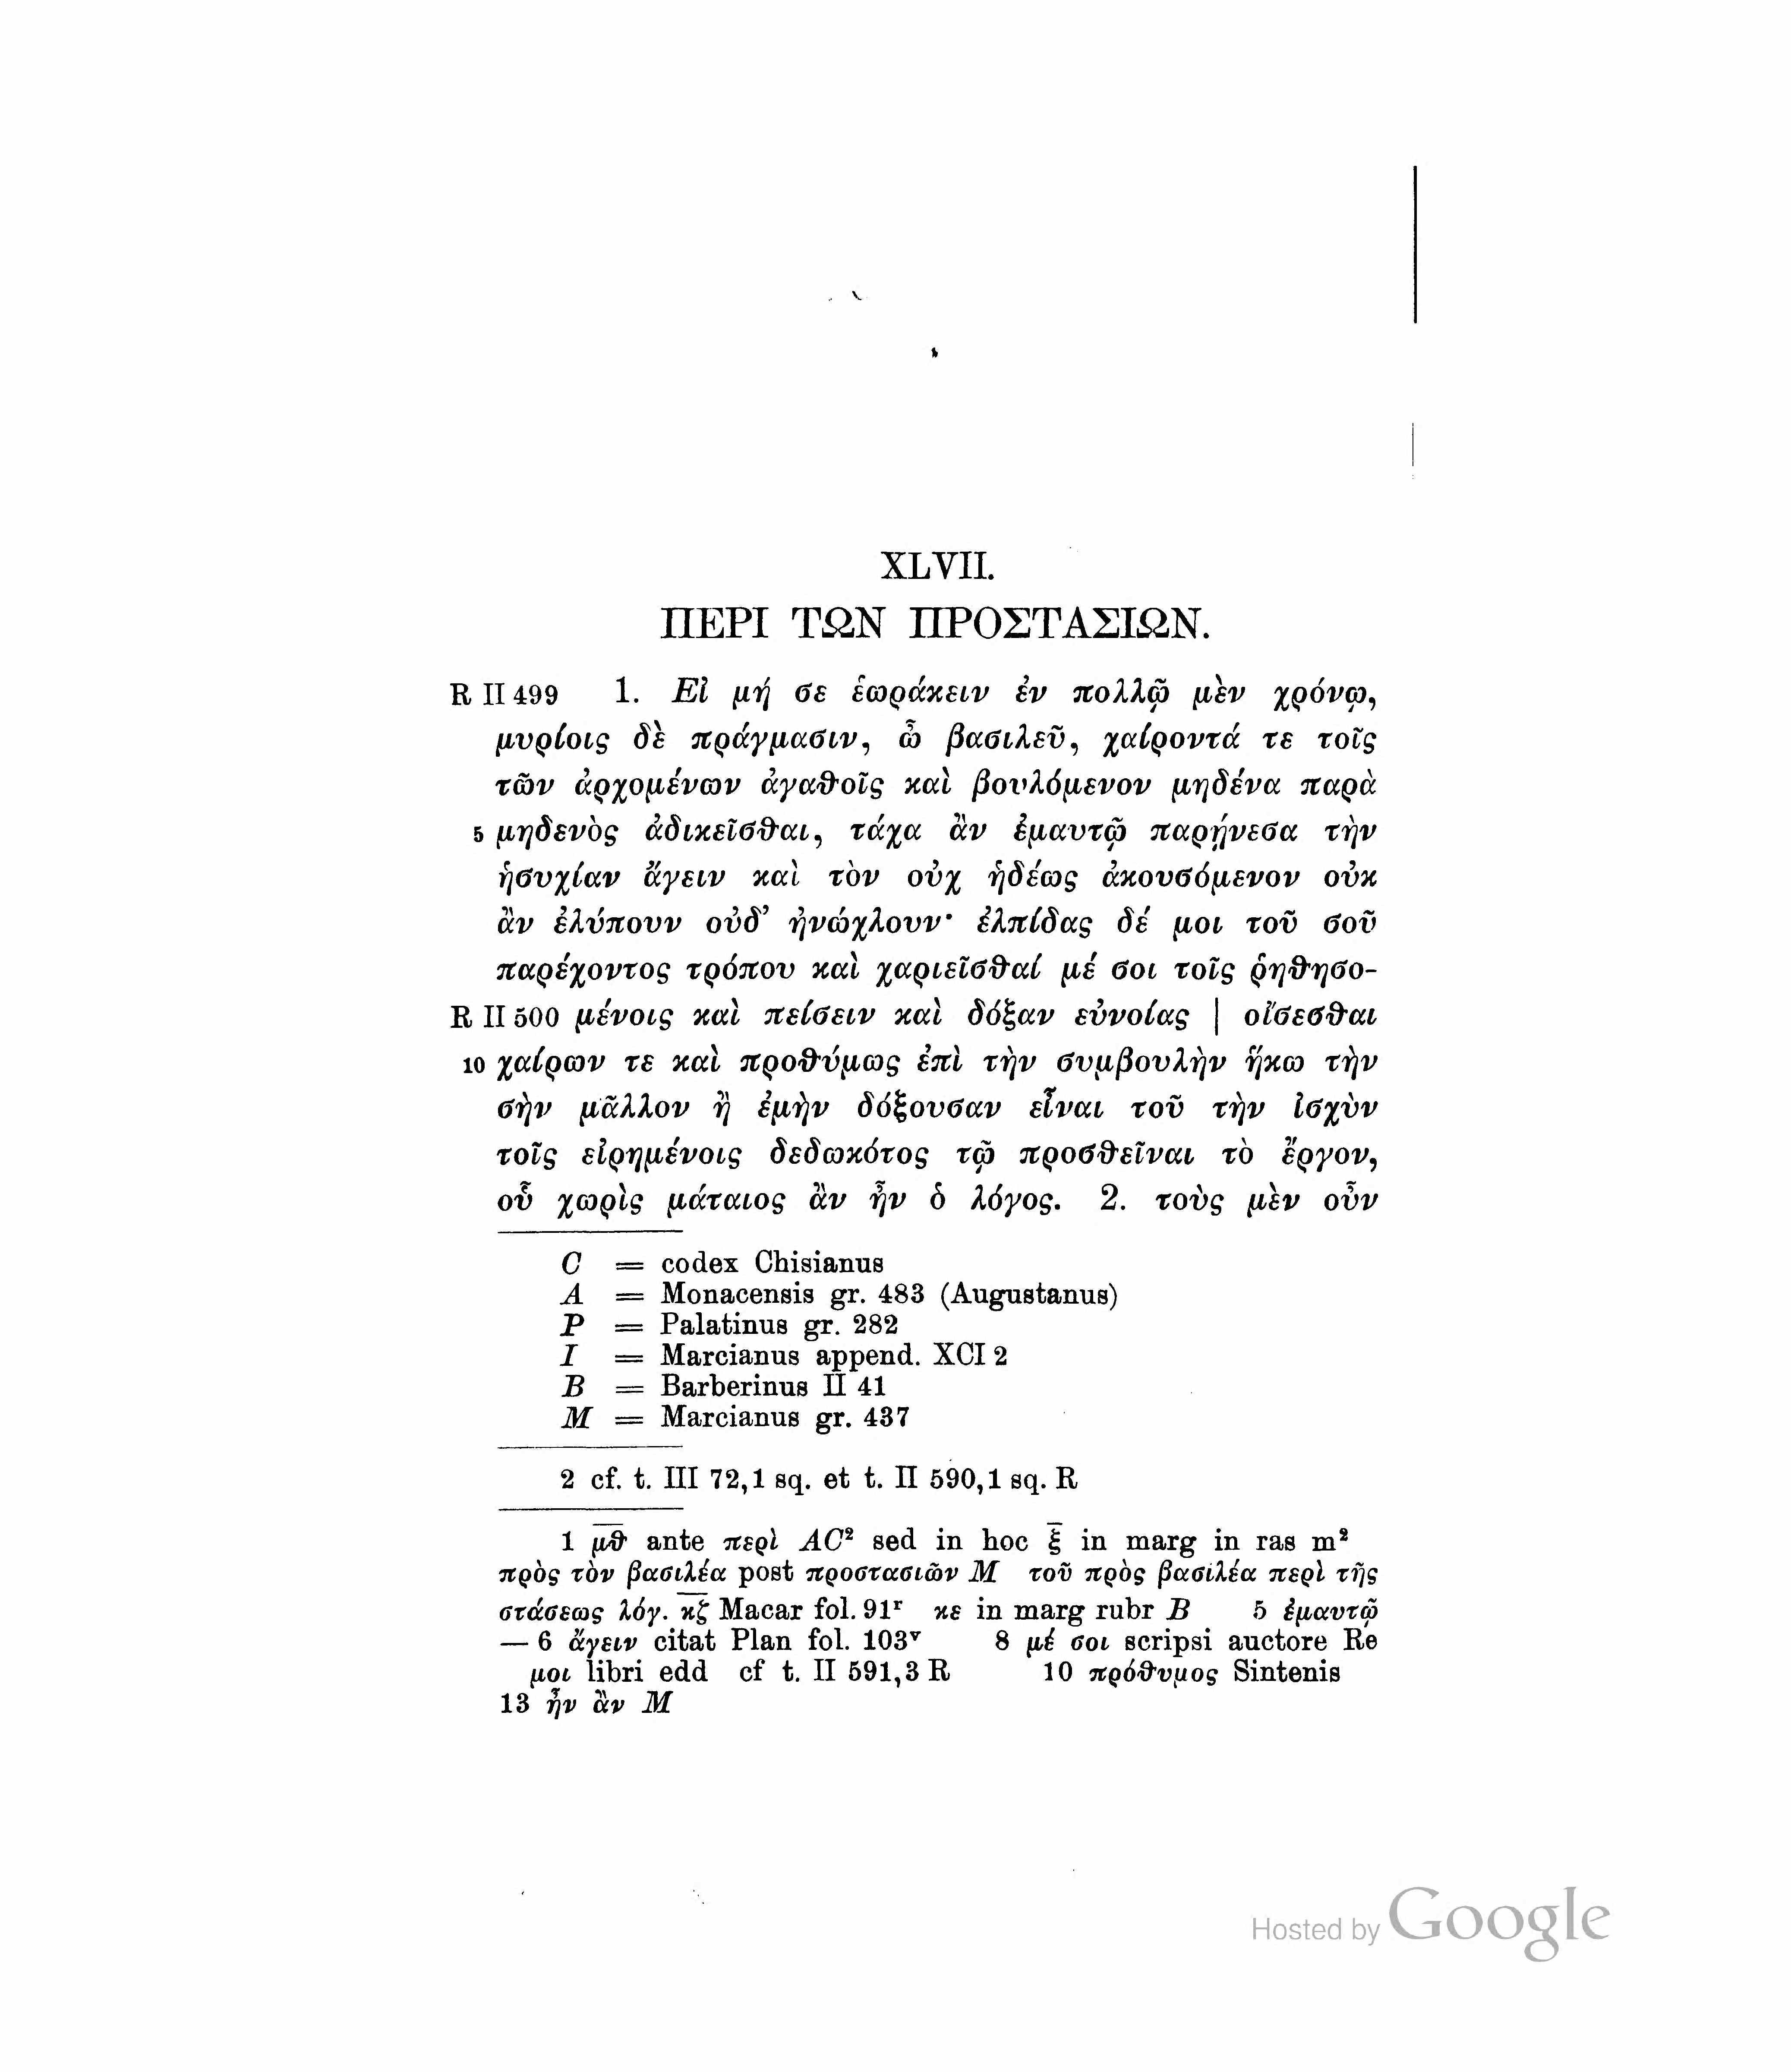 XLVII.
ΠΕΡΙ ΤΩΝ ΠΡΟΣΤΑΣΙΩΝ.
R II 499 1. Εἰ μή σε ἑωράκειν ἐν πολλῷ μὲν χρόνῳ,
μυρίοις δὲ πράγμασιν, ὦ βασιλεῦ, χαίροντά τε τοῖς
τῶν ἀρχομένων ἀγαθοῖς καὶ βουλόμενον μηδένα παρὰ
5 μηδενὸς ἀδικεῖσθαι, τάχα ἂν ἐμαυτῷ παρῄνεσα τὴν
ἡσυχίαν ἄγειν καὶ τὸν οὐχ ἡδέως ἀκουσόμενον οὐκ
ἂν ἐλύπουν οὐδ’ ἠνώχλουν· ἐλπίδας δέ μοι τοῦ σοῦ
παρέχοντος τρόπου καὶ χαριεῖσθαί μέ σοι τοῖς ῥηθησο-
R II 500 μένοις καὶ πείσειν καὶ δόξαν εὐνοίας | οἴσεσθαι
10 χαίρων τε καὶ προθύμως ἐπὶ τὴν συμβουλὴν ἥκω τὴν
σὴν μᾶλλον ἢ ἐμὴν δόξουσαν εἶναι τοῦ τὴν ἰσχὺν
τοῖς εἰρημένοις δεδωκότος τῷ προσθεῖναι τὸ ἔργον,
οὗ χωρὶς μάταιος ἂν ἦν ὁ λόγος. 2. τοὺς μὲν οὖν
C = codex Chisianus
A = Monacensis gr. 483 (Augustanus)
P = Palatinus gr. 282
I = Marcianus append. XCI 2
B = Barberinus II 41
M = Marcianus gr. 437
2 cf. t. III 72,1 sq. et t. II 590,1 sq. R
1 μ̅θ̅ ante περὶ AC² sed in hoc ξ̅ in marg in ras m²
πρὸς τὸν βασιλέα post προστασιῶν M τοῦ πρὸς βασιλέα περὶ τῆς
στάσεως λόγ. κ̅ζ̅ Macar fol. 91ʳ κε in marg rubr B 5 ἐμαυτῷ
— 6 ἄγειν citat Plan fol. 103ᵛ 8 μέ σοι scripsi auctore Re
μοι libri edd cf t. II 591,3 R 10 πρόθυμος Sintenis
13 ἦν ἂν M
Hosted by Google